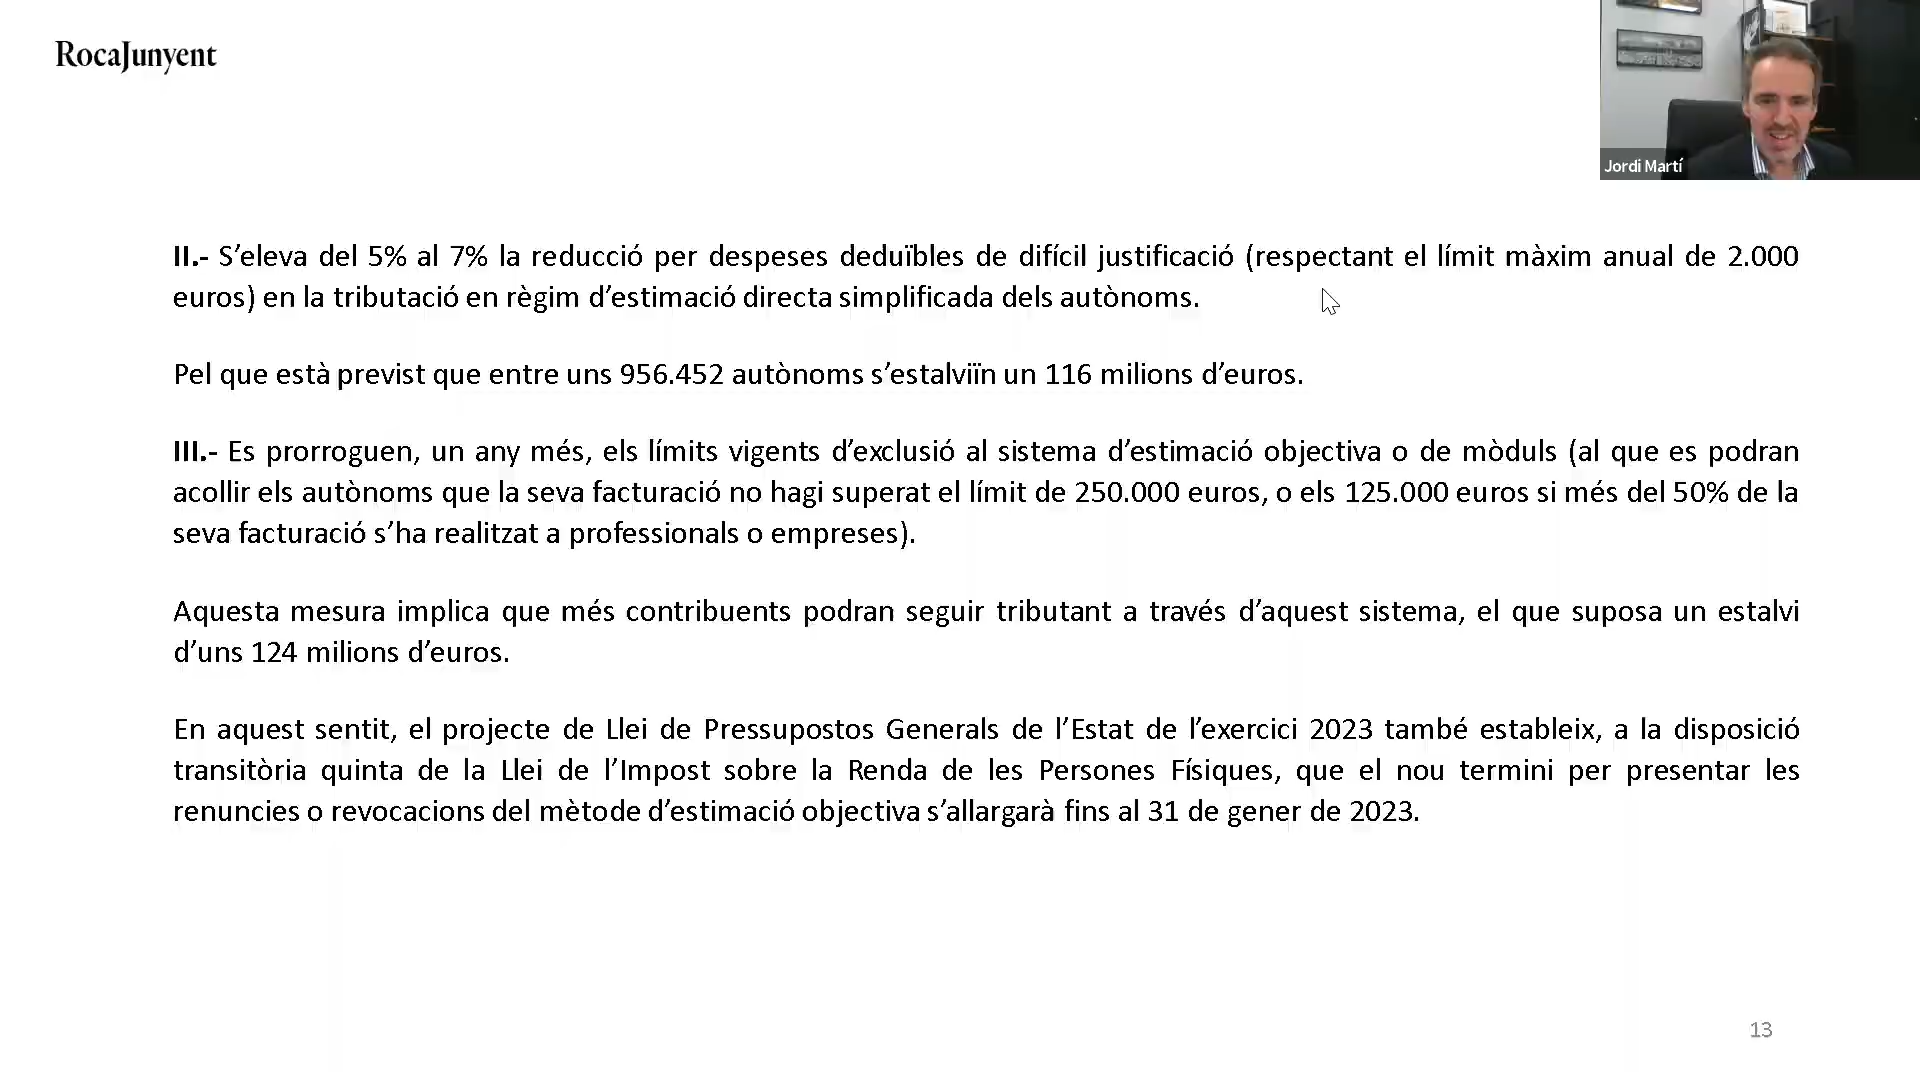 RocaJunyent
Jordi Martí
II.- S’eleva del 5% al 7% la reducció per despeses deduïbles de difícil justificació (respectant el límit màxim anual de 2.000
euros) en la tributació en règim d’estimació directa simplificada dels autònoms.
Pel que està previst que entre uns 956.452 autònoms s’estalviïn un 116 milions d’euros.
III.- Es prorroguen, un any més, els límits vigents d’exclusió al sistema d’estimació objectiva o de mòduls (al que es podran
acollir els autònoms que la seva facturació no hagi superat el límit de 250.000 euros, o els 125.000 euros si més del 50% de la
seva facturació s’ha realitzat a professionals o empreses).
Aquesta mesura implica que més contribuents podran seguir tributant a través d’aquest sistema, el que suposa un estalvi
d’uns 124 milions d’euros.
En aquest sentit, el projecte de Llei de Pressupostos Generals de l’Estat de l’exercici 2023 també estableix, a la disposició
transitòria quinta de la Llei de l’Impost sobre la Renda de les Persones Físiques, que el nou termini per presentar les
renuncies o revocacions del mètode d’estimació objectiva s’allargarà fins al 31 de gener de 2023.
13